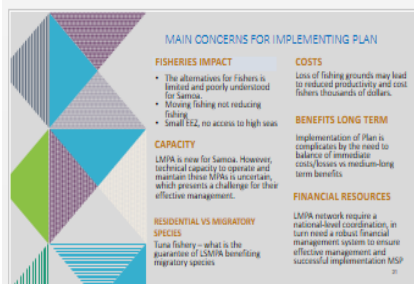 MAIN CONCERNS FOR IMPLEMENTING PLAN
FISHERIES IMPACT
• The alternatives for Fishers is
limited and poorly understood
for Samoa.
• Moving fishing not reducing
fishing
• Small EEZ, no access to high seas
CAPACITY
LMPA is new for Samoa. However,
technical capacity to operate and
maintain these MPAs is uncertain,
which presents a challenge for their
effective management.
RESIDENTIAL VS MIGRATORY
SPECIES
Tuna fishery – what is the
guarantee of LSMPA benefiting
migratory species
COSTS
Loss of fishing grounds may lead
to reduced productivity and cost
fishers thousands of dollars.
BENEFITS LONG TERM
Implementation of Plan is
complicates by the need to
balance of immediate
costs/losses vs medium-long
term benefits
FINANCIAL RESOURCES
LMPA network require a
national-level coordination, in
turn need a robust financial
management system to ensure
effective management and
successful implementation MSP